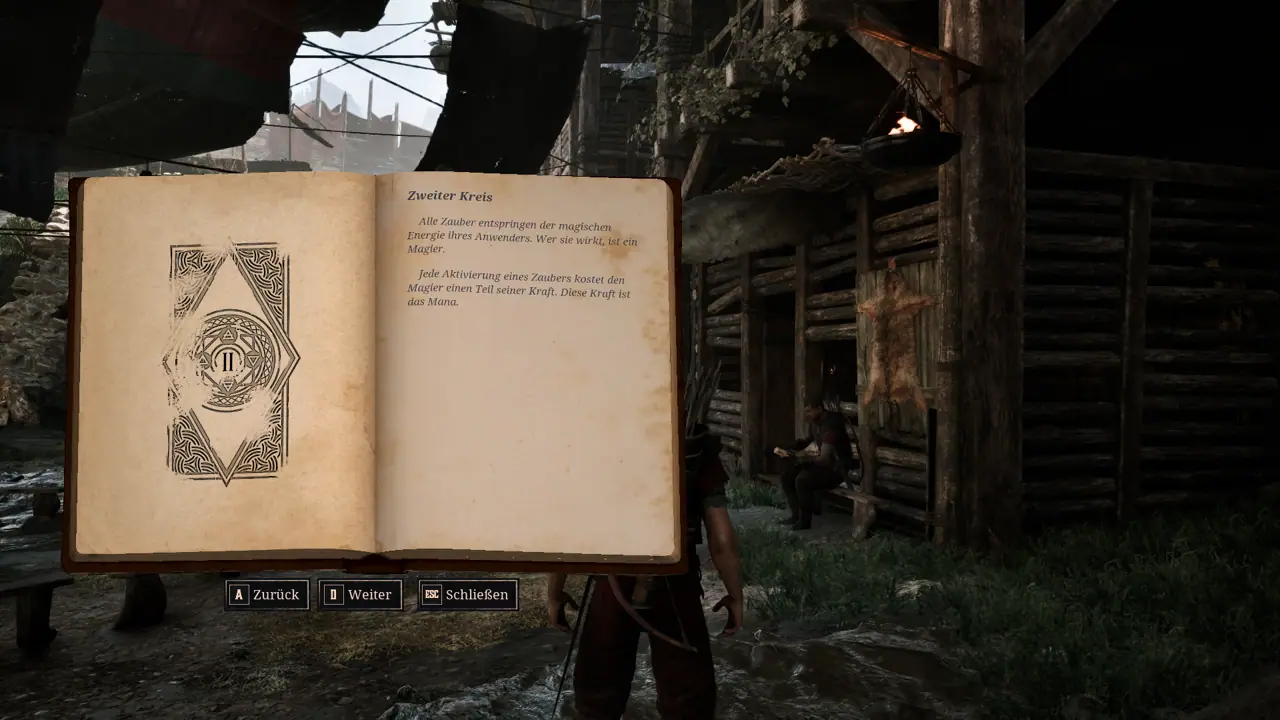 Zweiter Kreis
Alle Zauber entspringen der magischen
Energie ihres Anwenders. Wer sie wirkt, ist ein
Magier.
Jede Aktivierung eines Zaubers kostet den
Magier einen Teil seiner Kraft. Diese Kraft ist
das Mana.
II
A Zurück
D Weiter
ESC Schließen